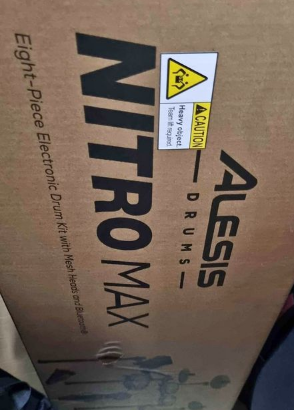 ALESIS
DRUMS
CAUTION
Heavy object
Team lift required
NITRO MAX
Eight-Piece Electronic Drum Kit with Mesh Heads and Bluetooth